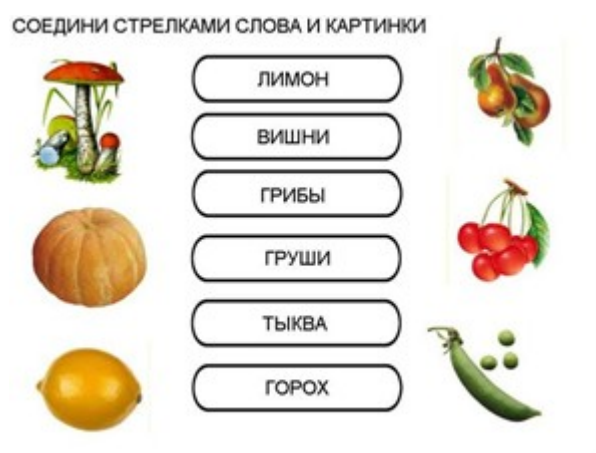 СОЕДИНИ СТРЕЛКАМИ СЛОВА И КАРТИНКИ
ЛИМОН
ВИШНИ
ГРИБЫ
ГРУШИ
ТЫКВА
ГОРОХ